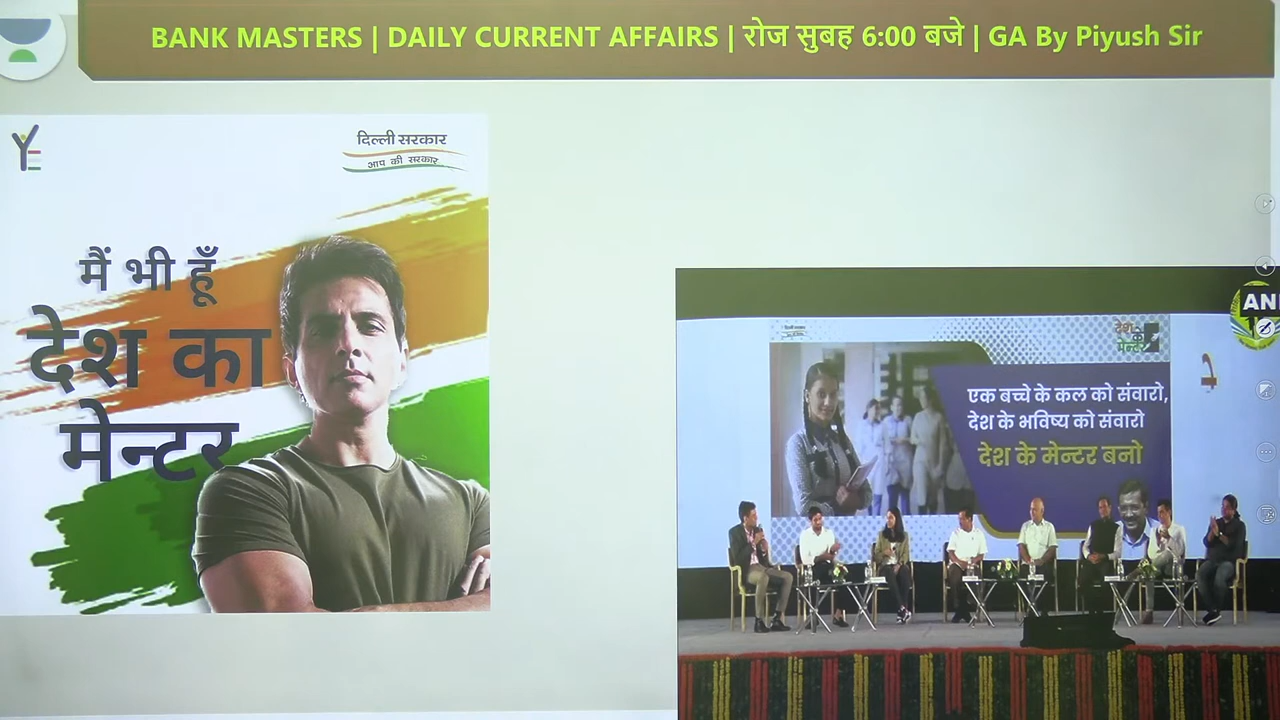 BANK MASTERS | DAILY CURRENT AFFAIRS | रोज सुबह 6:00 बजे | GA By Piyush Sir
दिल्ली सरकार
आप की सरकार
मैं भी हूँ
देश का
मेन्टर
ANI
देश
के
मेन्टर
एक बच्चे के कल को संवारो,
देश के भविष्य को संवारो
देश के मेन्टर बनो